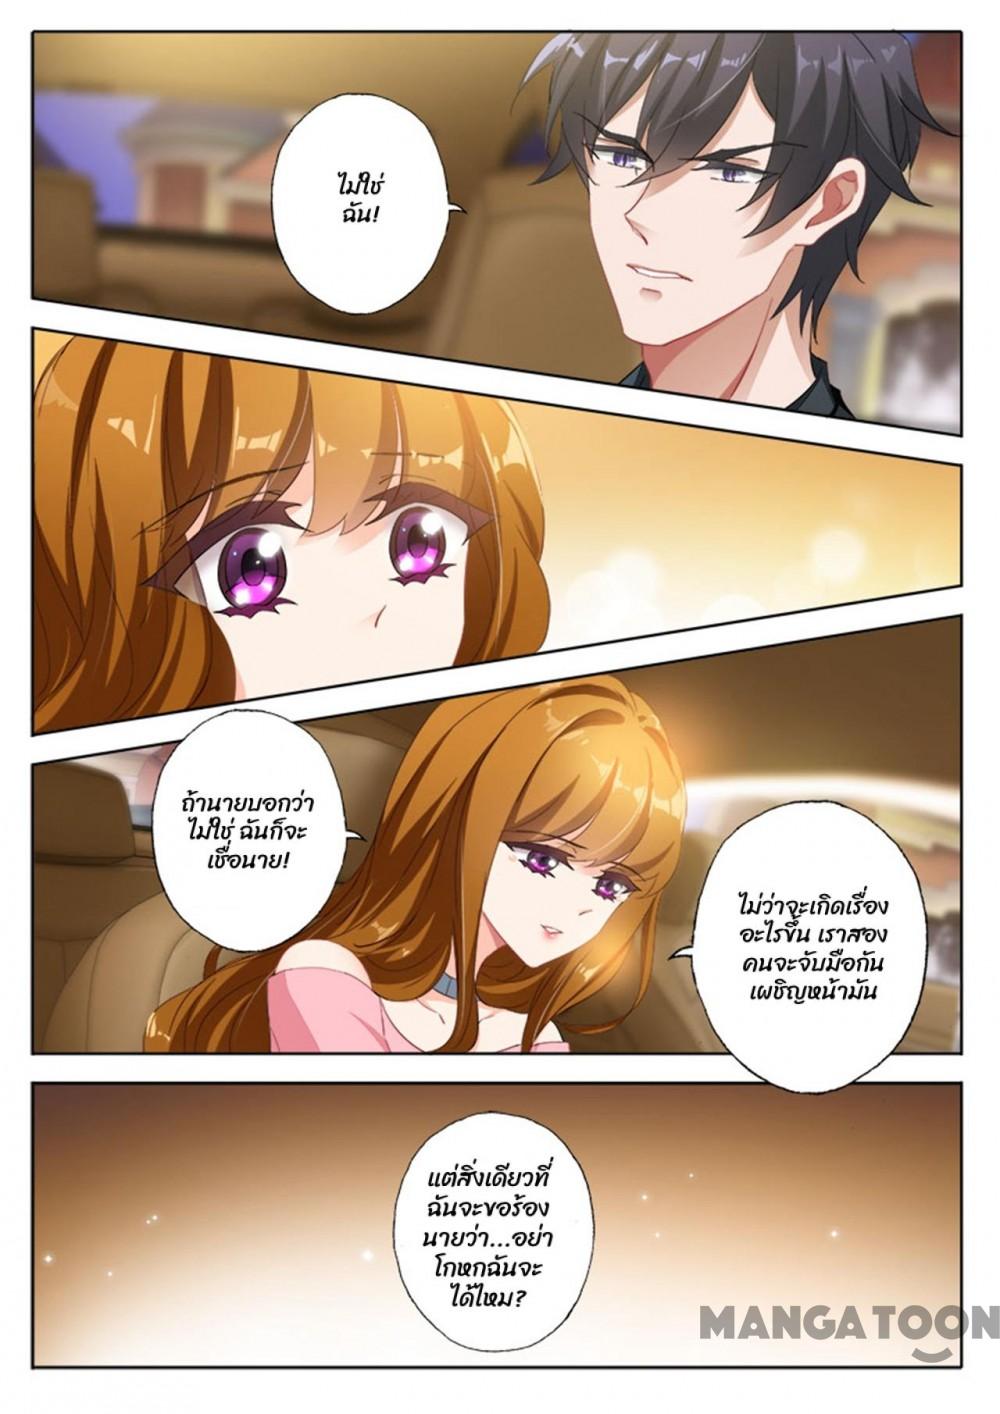 ไม่ใช่
ฉัน!
ถ้านายบอกว่า
ไม่ใช่ ฉันก็จะ
เชื่อนาย!
ไม่ว่าจะเกิดเรื่อง
อะไรขึ้น เราสอง
คนจะจับมือกัน
เผชิญหน้ามัน
แต่สิ่งเดียวที่
ฉันจะขอร้อง
นายว่า...อย่า
โกหกฉันจะ
ได้ไหม?
MANGATOON